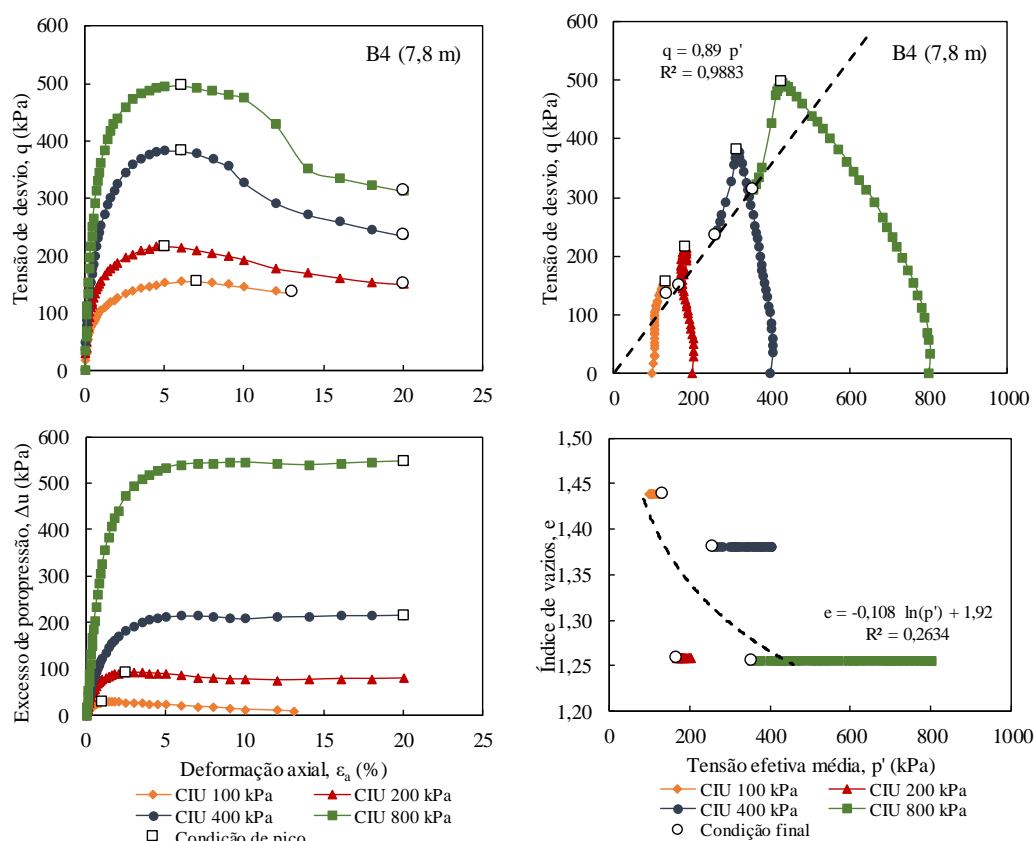 600
500
400
300
200
100
0
0 5 10 15 20 25
Tensão de desvio, q (kPa)
B4 (7,8 m)
600
500
400
300
200
100
0
0 200 400 600 800 1000
Tensão de desvio, q (kPa)
q = 0,89 p'
R² = 0,9883
B4 (7,8 m)
600
500
400
300
200
100
0
0 5 10 15 20 25
Excesso de poropressão, Δu (kPa)
Deformação axial, εa (%)
CIU 100 kPa
CIU 200 kPa
CIU 400 kPa
CIU 800 kPa
Condição de pico
1,50
1,45
1,40
1,35
1,30
1,25
1,20
0 200 400 600 800 1000
Índice de vazios, e
e = -0,108 ln(p') + 1,92
R² = 0,2634
Tensão efetiva média, p' (kPa)
CIU 100 kPa
CIU 200 kPa
CIU 400 kPa
CIU 800 kPa
Condição final